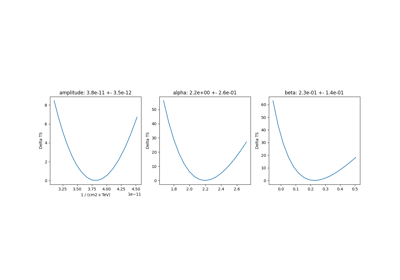 amplitude: 3.8e-11 +- 3.5e-12
Delta TS
8
6
4
2
0
3.25 3.50 3.75 4.00 4.25 4.50
1 / (cm2 s TeV)
1e-11
alpha: 2.2e+00 +- 2.6e-01
Delta TS
50
40
30
20
10
0
1.8 2.0 2.2 2.4 2.6
beta: 2.3e-01 +- 1.4e-01
Delta TS
60
50
40
30
20
10
0
0.0 0.1 0.2 0.3 0.4 0.5